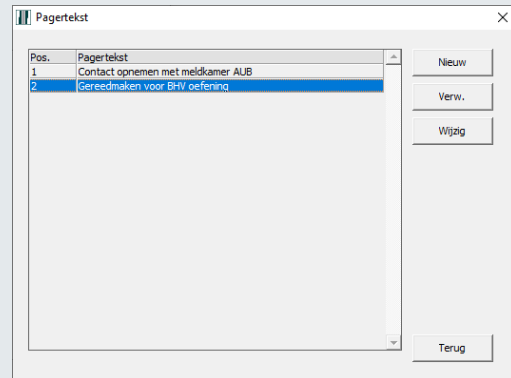 Pagertekst
Pos. Pagertekst
1 Contact opnemen met meldkamer AUB
2 Gereedmaken voor BHV oefening
Nieuw
Verw.
Wijzig
Terug